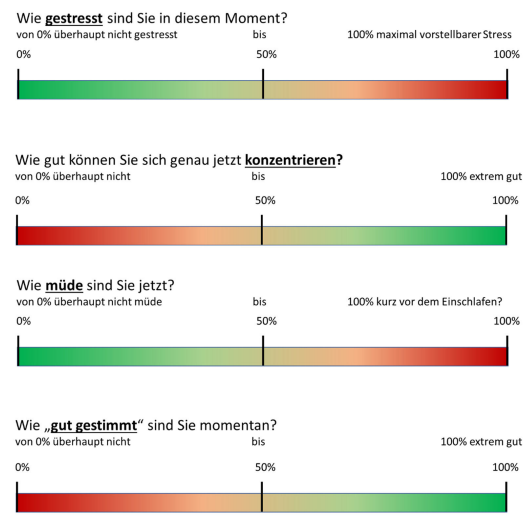 Wie gestresst sind Sie in diesem Moment?
von 0% überhaupt nicht gestresst bis 100% maximal vorstellbarer Stress
0% 50% 100%
Wie gut können Sie sich genau jetzt konzentrieren?
von 0% überhaupt nicht bis 100% extrem gut
0% 50% 100%
Wie müde sind Sie jetzt?
von 0% überhaupt nicht müde bis 100% kurz vor dem Einschlafen?
0% 50% 100%
Wie „gut gestimmt“ sind Sie momentan?
von 0% überhaupt nicht bis 100% extrem gut
0% 50% 100%